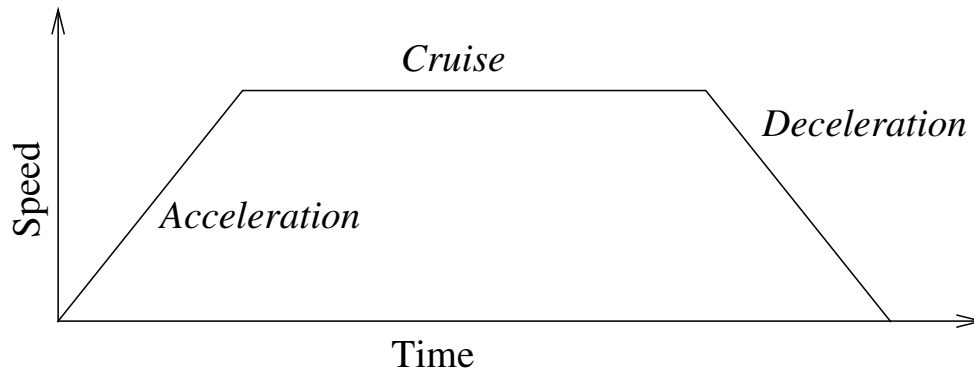 Cruise
Deceleration
Speed
Acceleration
Time